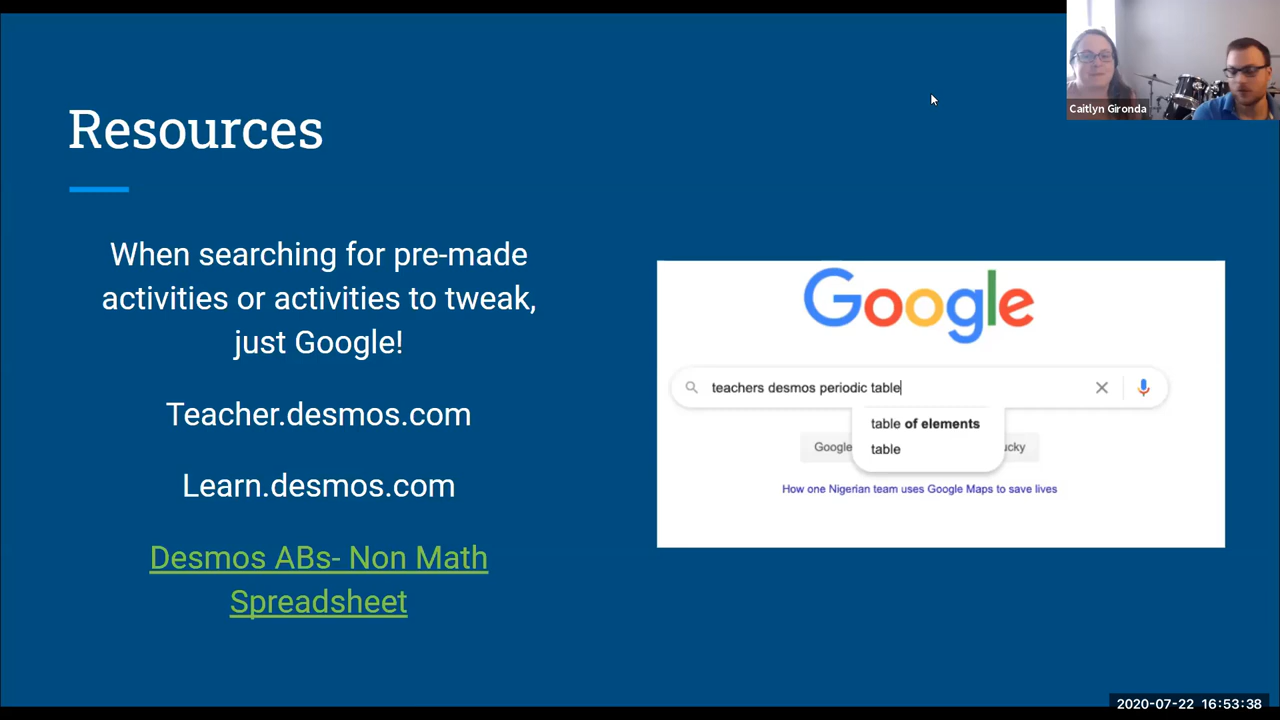 Caitlyn Gironda
Resources
When searching for pre-made
activities or activities to tweak,
just Google!
Teacher.desmos.com
Learn.desmos.com
Desmos ABs- Non Math
Spreadsheet
Google
teachers desmos periodic table
table of elements
table
Google
ucky
How one Nigerian team uses Google Maps to save lives
2020-07-22 16:53:38